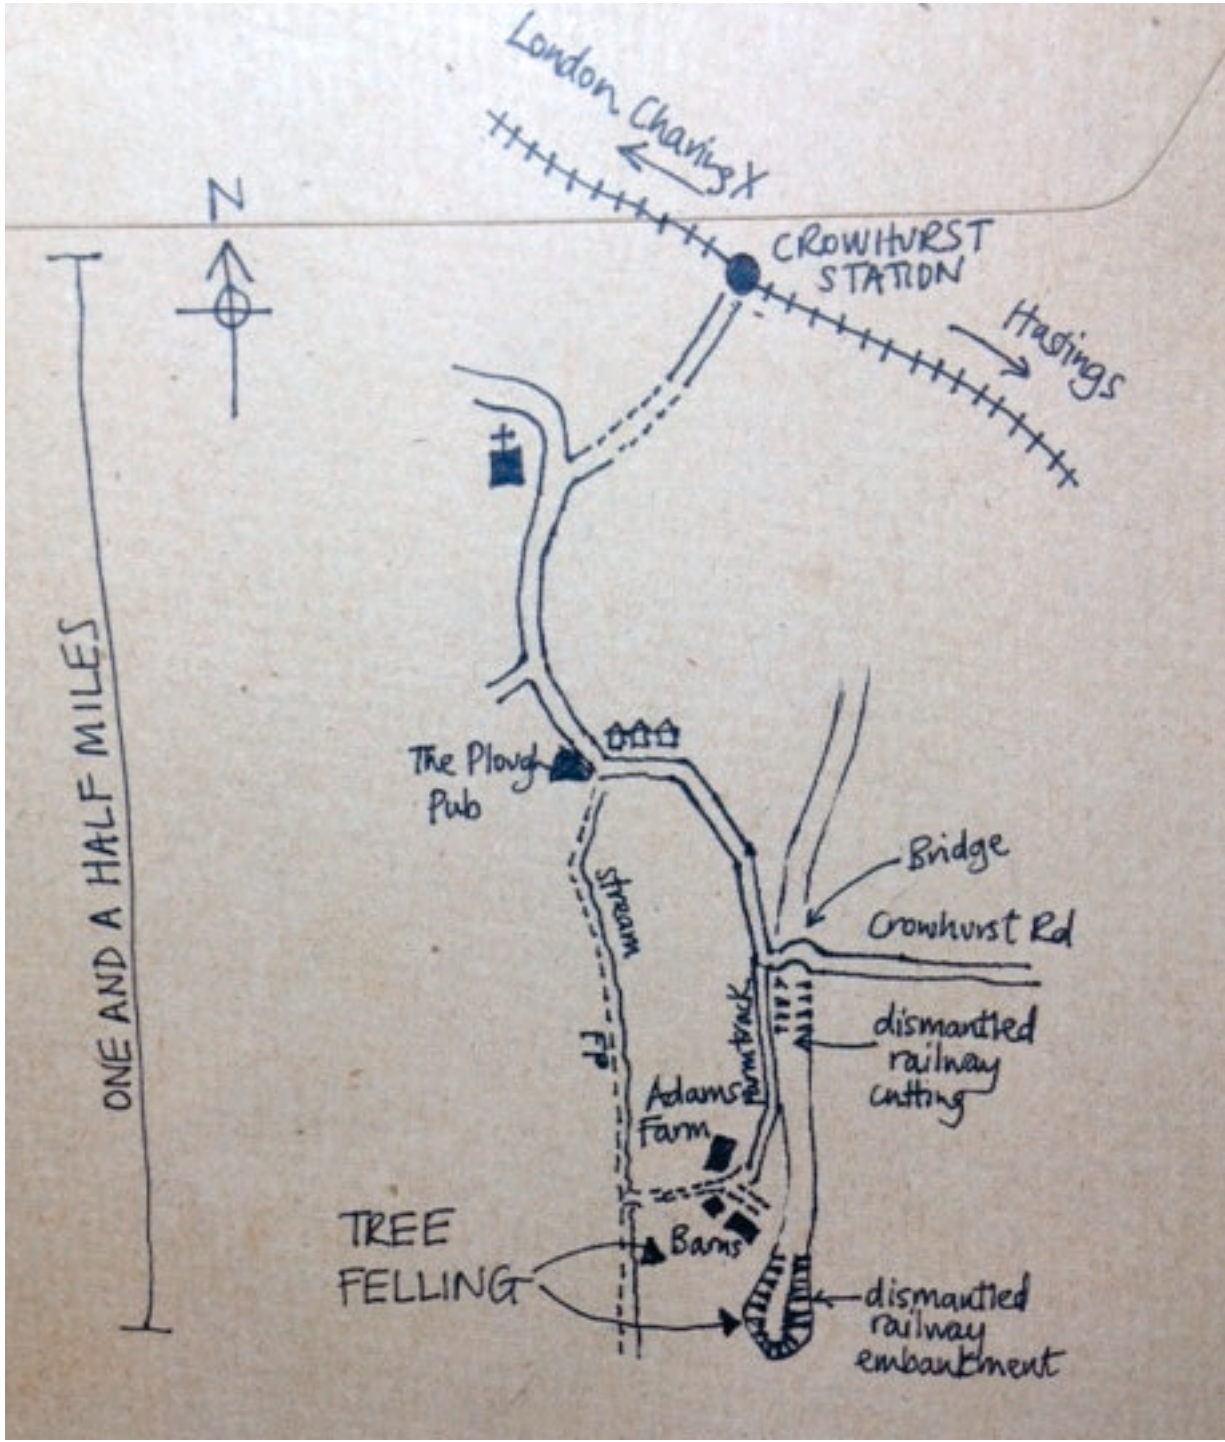 London Charing X
N
CROWHURST
STATION
Hastings
ONE AND A HALF MILES
The Plough
Pub
Bridge
stream
Crowhurst Rd
farmtrack
dismantled
railway
cutting
FP
Adams
Farm
TREE
FELLING
Barns
dismantled
railway
embankment